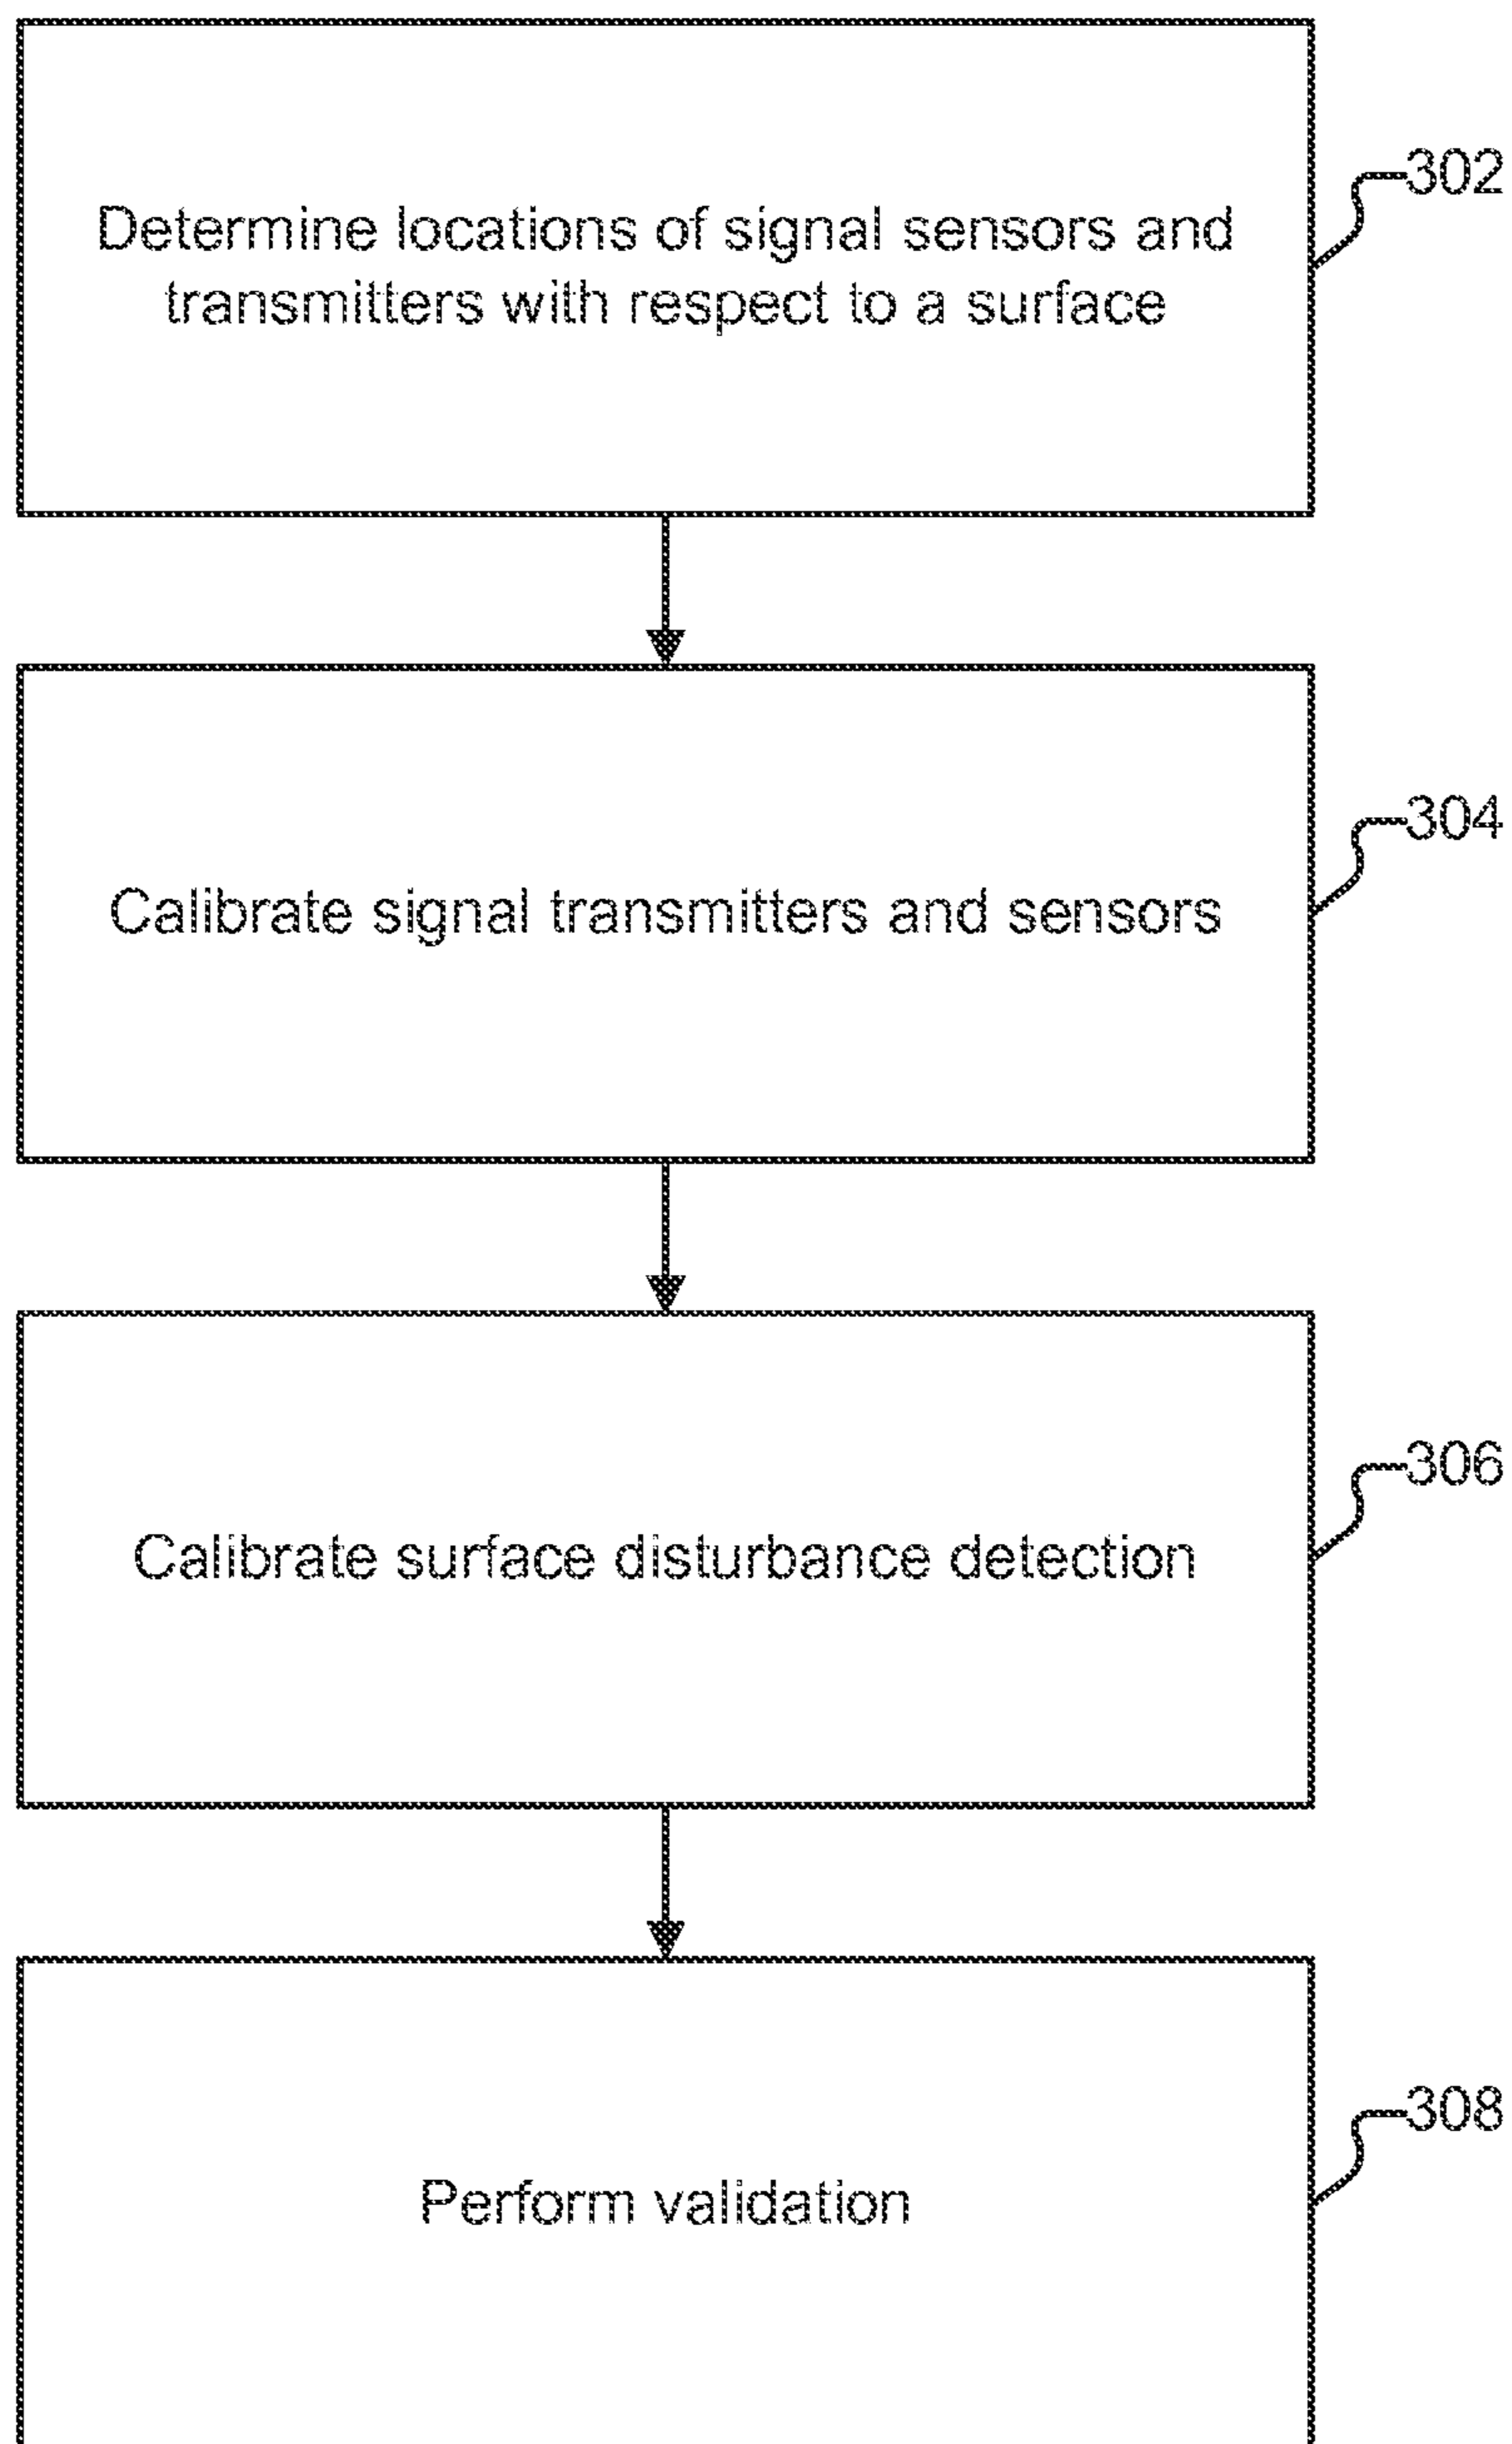 Determine locations of signal sensors and
transmitters with respect to a surface
302
Calibrate signal transmitters and sensors
304
Calibrate surface disturbance detection
306
Perform validation
308